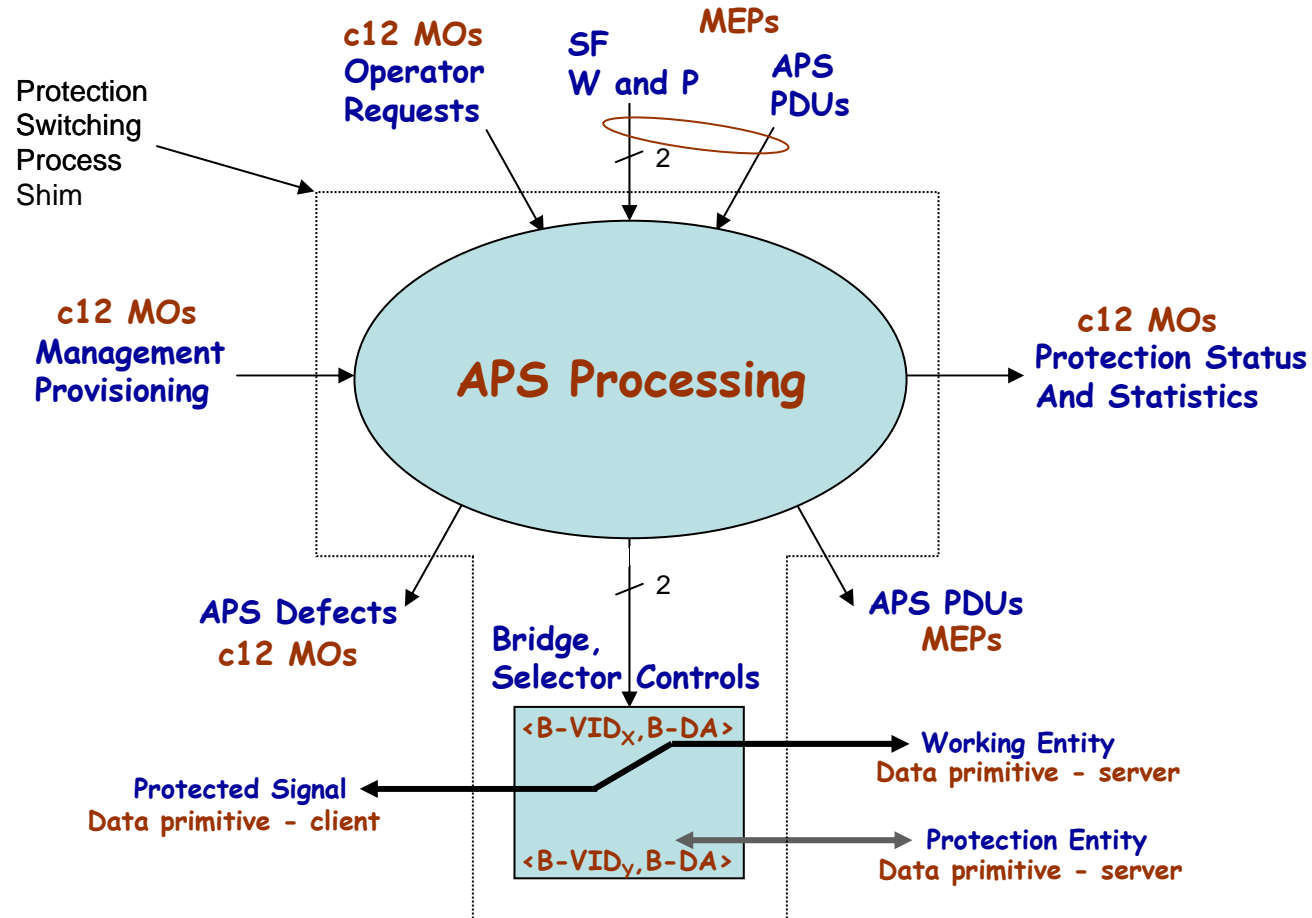 c12 MOs
Operator
Requests
SF
W and P
MEPs
APS
PDUs
2
Protection
Switching
Process
Shim
c12 MOs
Management
Provisioning
APS Processing
c12 MOs
Protection Status
And Statistics
APS Defects
c12 MOs
2
Bridge,
Selector Controls
APS PDUs
MEPs
<B-VIDX,B-DA>
Working Entity
Data primitive - server
Protected Signal
Data primitive - client
Protection Entity
Data primitive - server
<B-VIDY,B-DA>